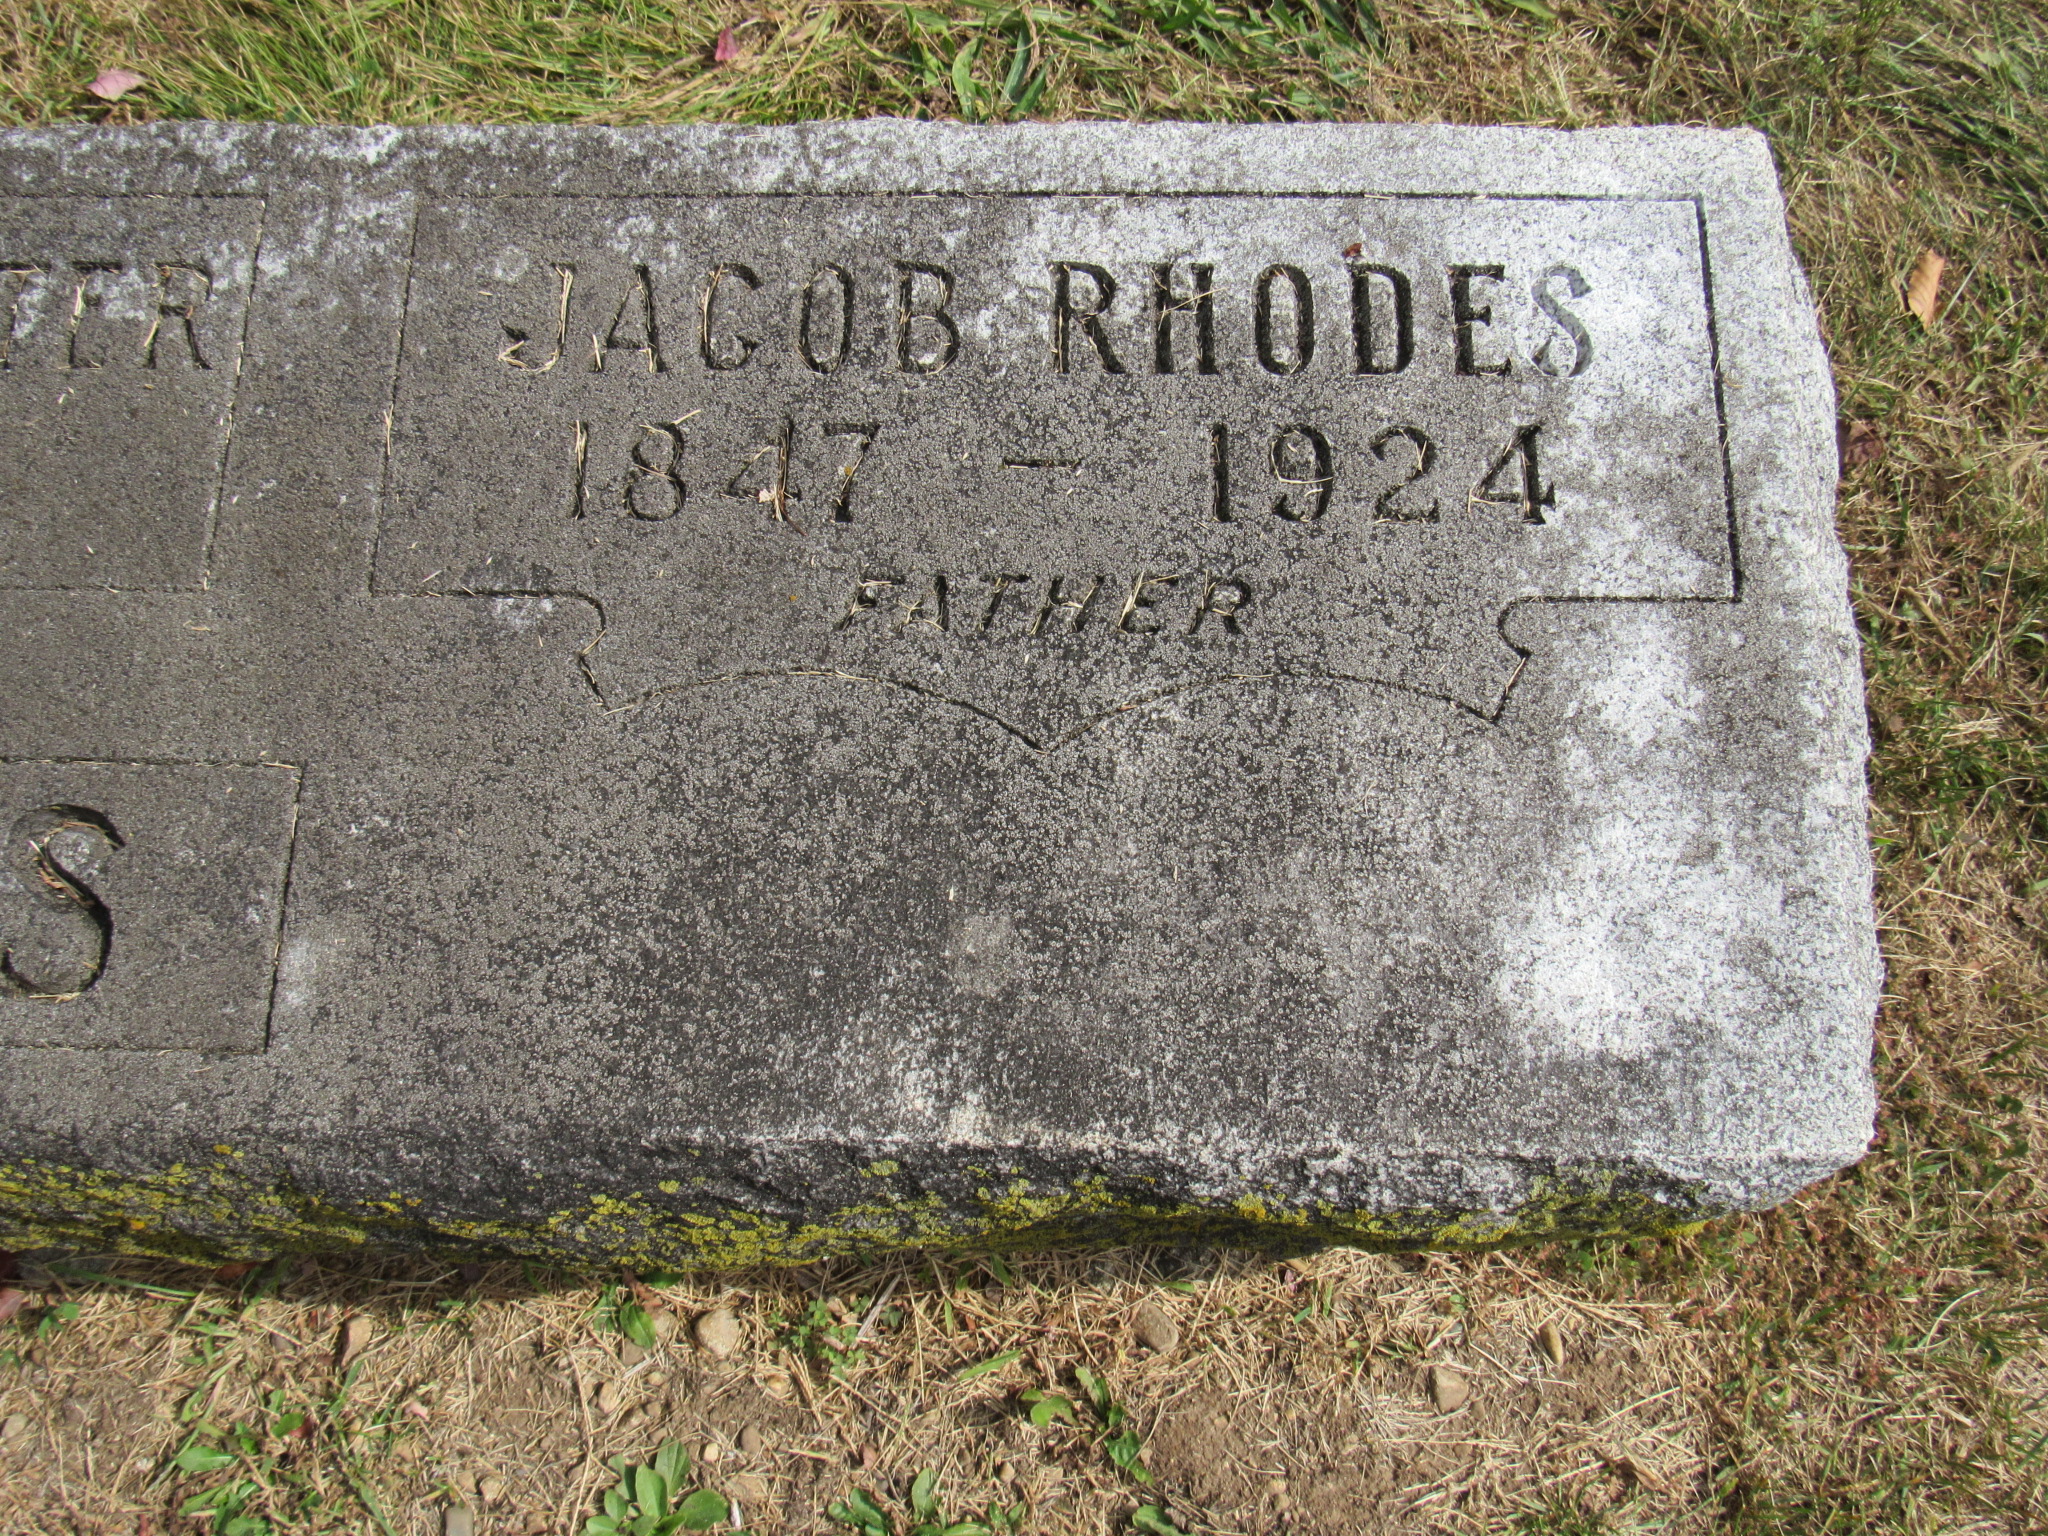 JACOB RHODES
1847 - 1924
FATHER